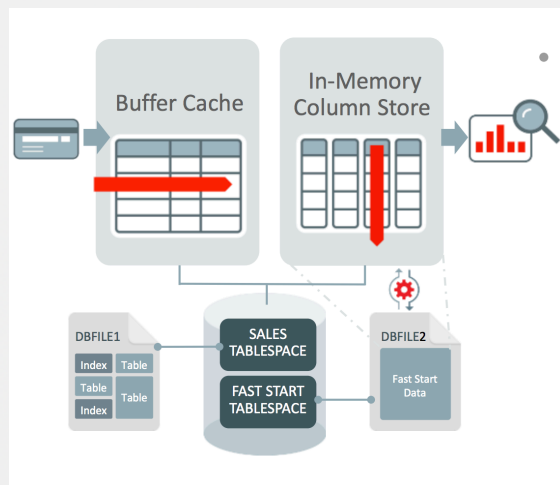 Buffer Cache
In-Memory
Column Store
DBFILE1
Index
Table
Table
Table
Index
SALES
TABLESPACE
FAST START
TABLESPACE
DBFILE2
Fast Start
Data